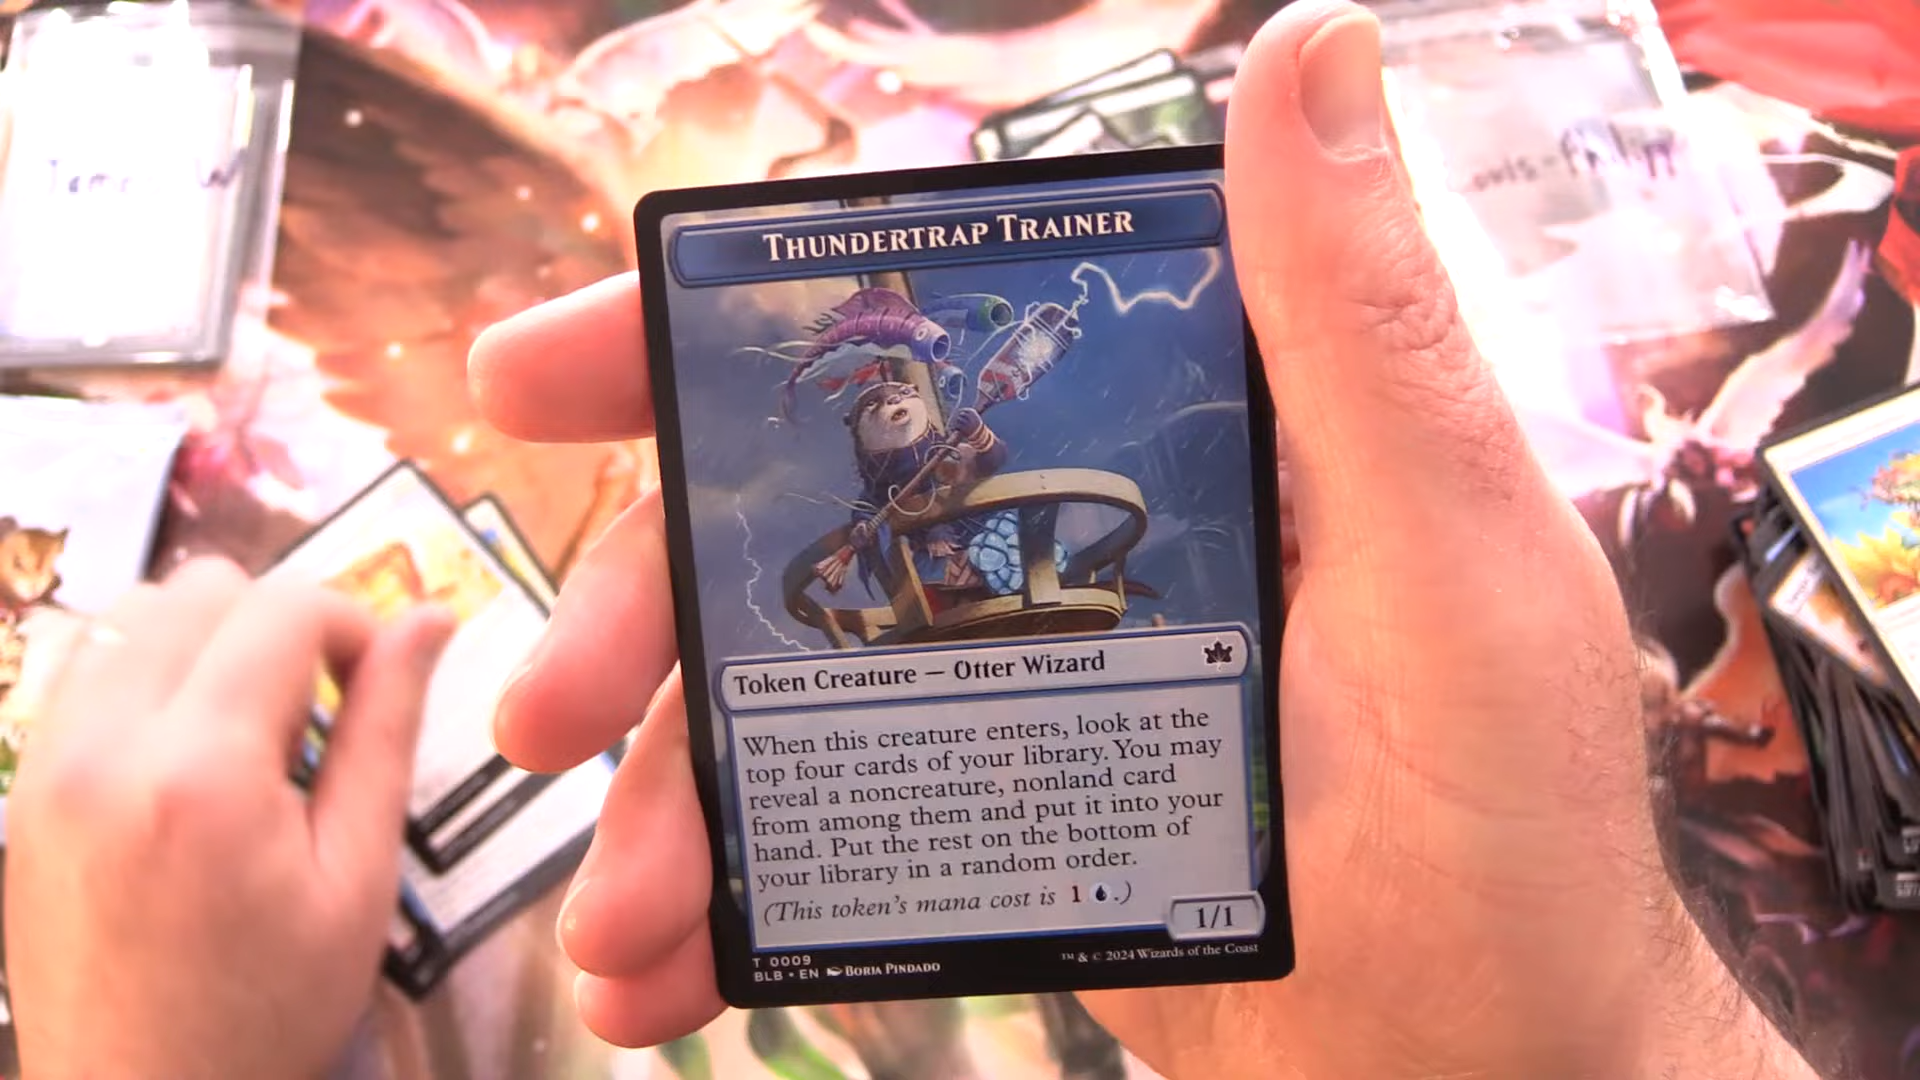 THUNDERTRAP TRAINER
Token Creature — Otter Wizard
When this creature enters, look at the
top four cards of your library. You may
reveal a noncreature, nonland card
from among them and put it into your
hand. Put the rest on the bottom of
your library in a random order.
(This token's mana cost is 1 .)
1/1
T 0009
BLB • EN BORJA PINDADO
™ & © 2024 Wizards of the Coast